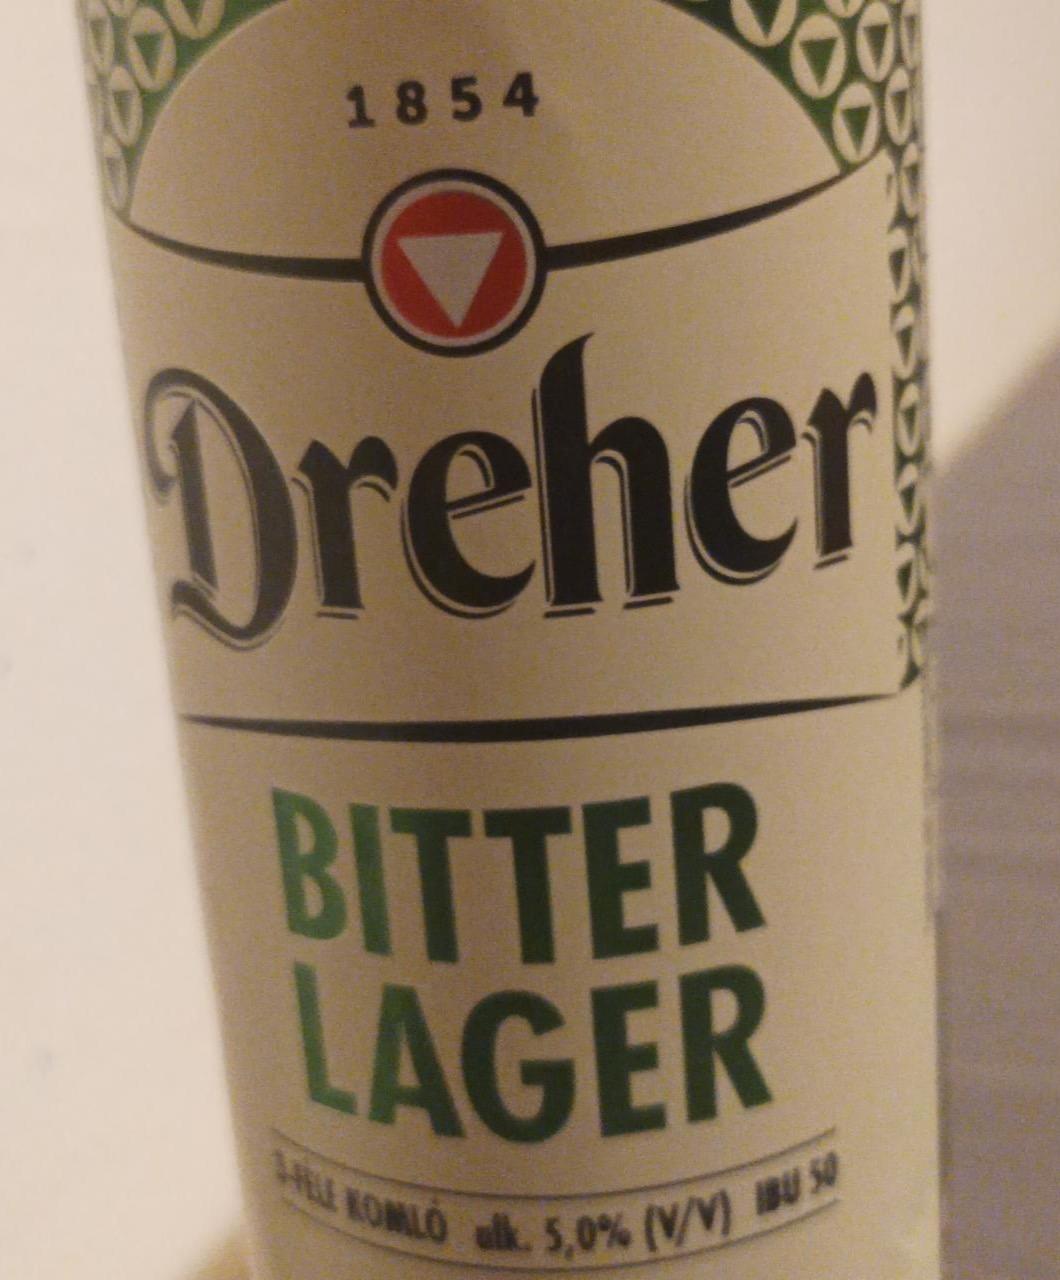 1854
Dreher
BITTER
LAGER
3-FÉLE KOMLÓ alk. 5,0% (V/V) IBU 50